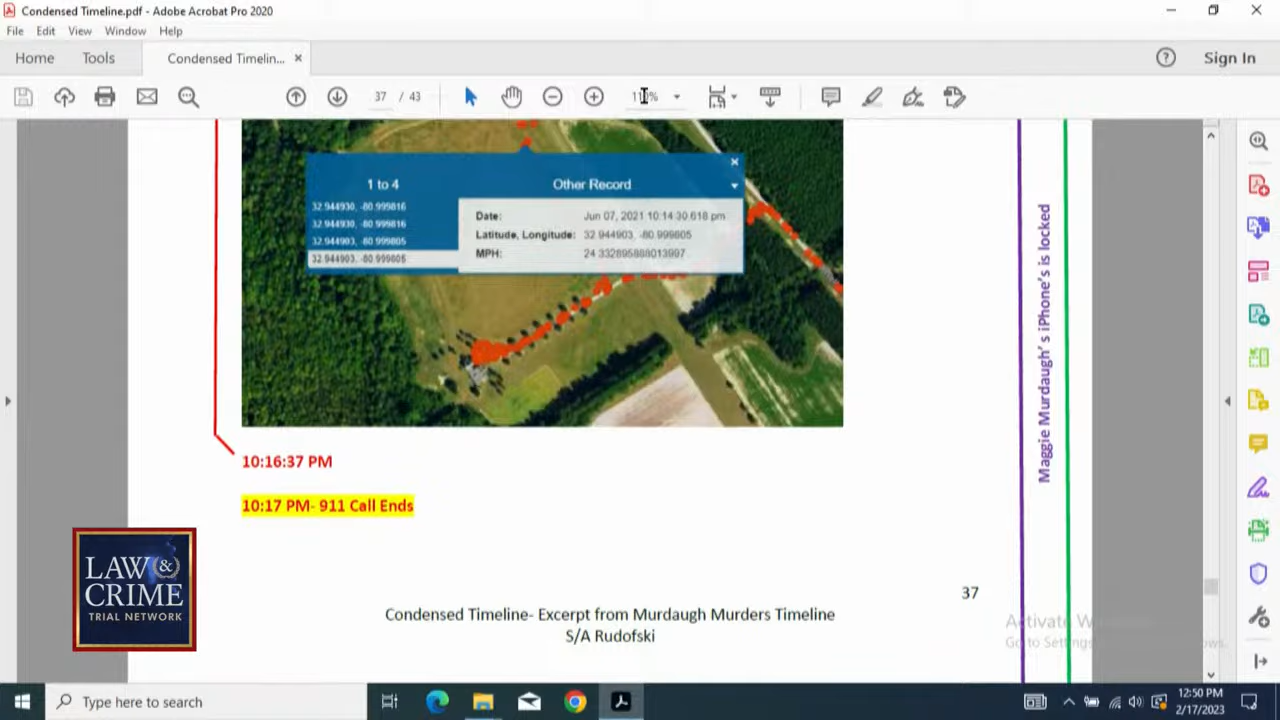 Condensed Timeline.pdf - Adobe Acrobat Pro 2020
File Edit View Window Help
Home Tools Condensed Timelin... × Sign In
37 / 43
1 to 4 Other Record
32.944930, -80.999816
32.944930, -80.999816
32.944903, -80.999805
32.944903, -80.999805
Date: Jun 07, 2021 10:14:30.618 pm
Latitude, Longitude: 32.944903, -80.999805
MPH: 24.332895888013997
Maggie Murdaugh' s iPhone's is locked
10:16:37 PM
10:17 PM- 911 Call Ends
37
Condensed Timeline- Excerpt from Murdaugh Murders Timeline
S/A Rudofski
LAW &
CRIME
TRIAL NETWORK
Type here to search
12:50 PM
2/17/2023